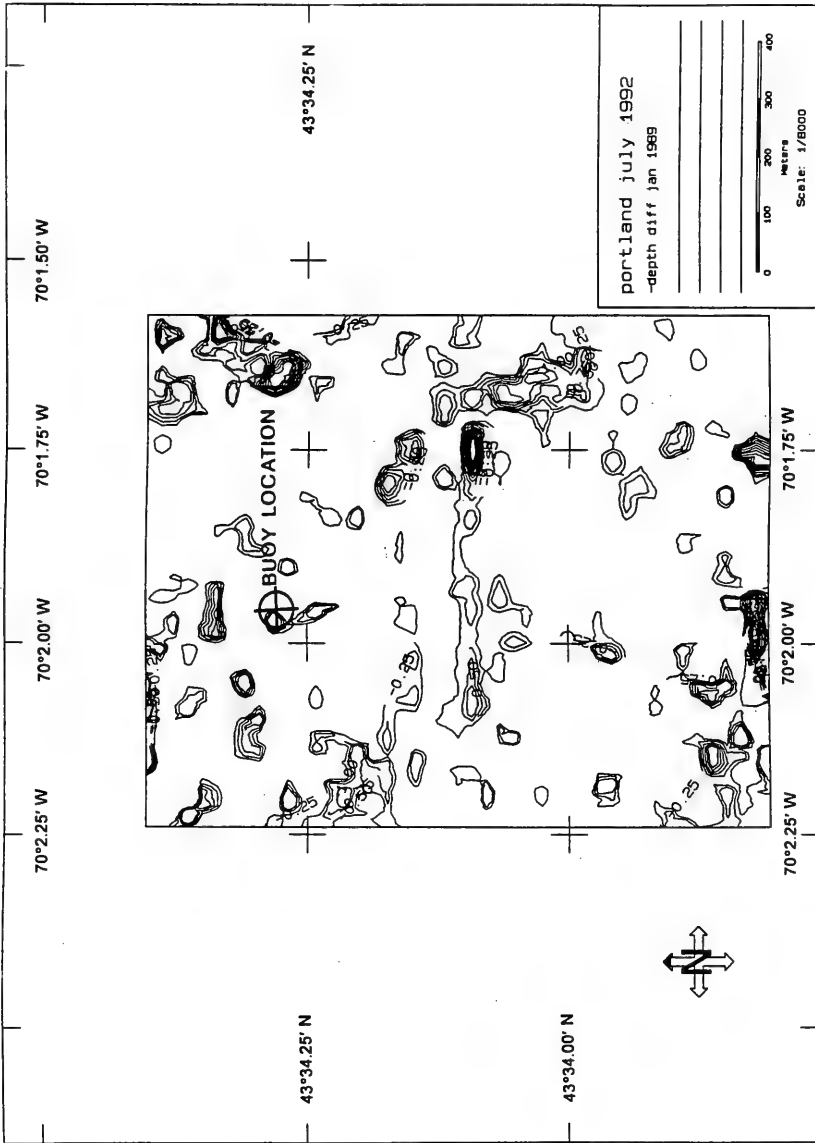 70°2.25' W
70°2.00' W
70°1.75' W
70°1.50' W
43°34.25' N
43°34.25' N
BUOY LOCATION
-0.25
43°34.00' N
0.25
70°2.25' W
70°2.00' W
70°1.75' W
N
portland july 1992
-depth diff jan 1989
0 100 200 300 400
Meters
Scale: 1/8000